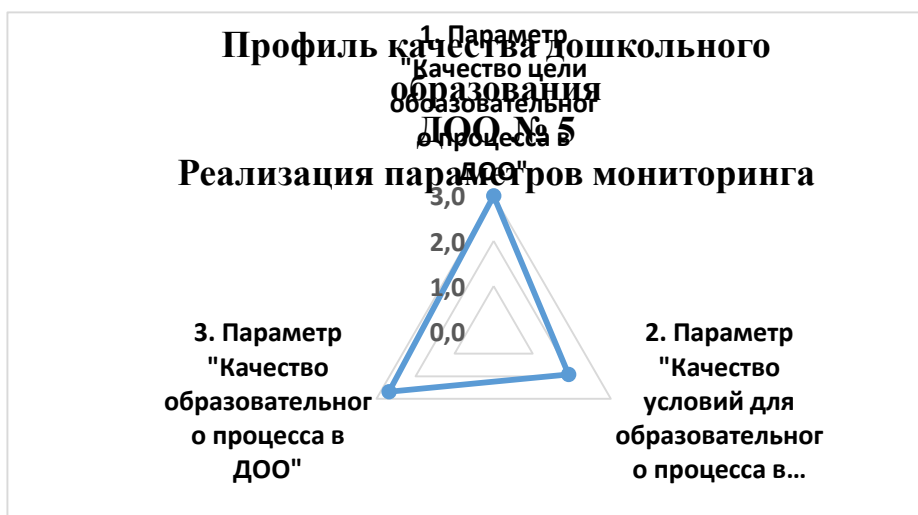 Профиль качества дошкольного
образования
ДОО № 5
Реализация параметров мониторинга
1. Параметр
"Качество цели
обоазовательног
о процесса в
ДОО"
3,0
2,0
1,0
0,0
3. Параметр
"Качество
образовательног
о процесса в
ДОО"
2. Параметр
"Качество
условий для
образовательног
о процесса в...